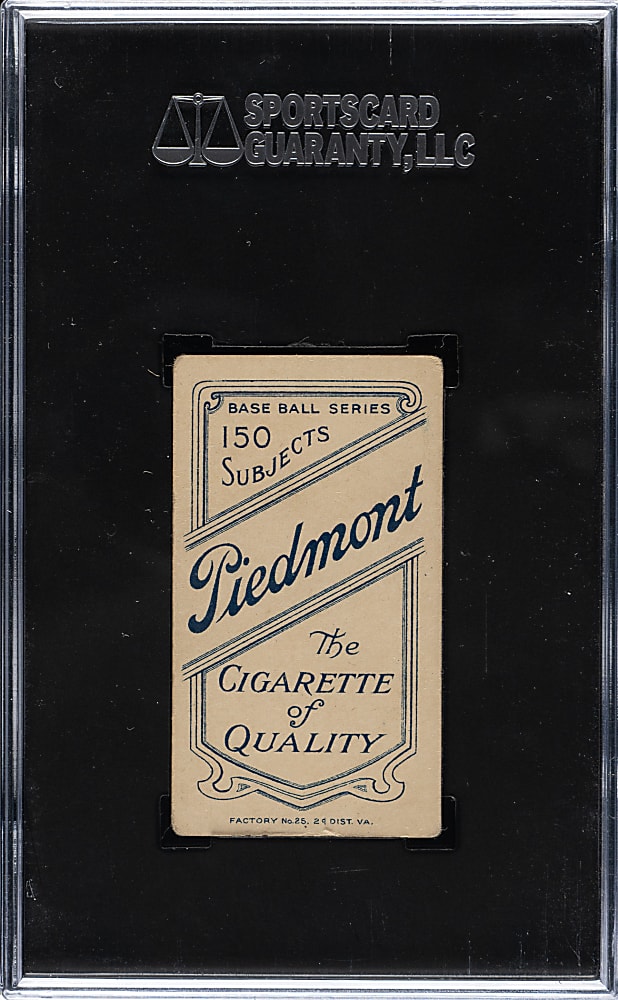 SPORTSCARD
GUARANTY, LLC
BASE BALL SERIES
150
SUBJECTS
Piedmont
The
CIGARETTE
of
QUALITY
FACTORY No. 25, 2d DIST. VA.